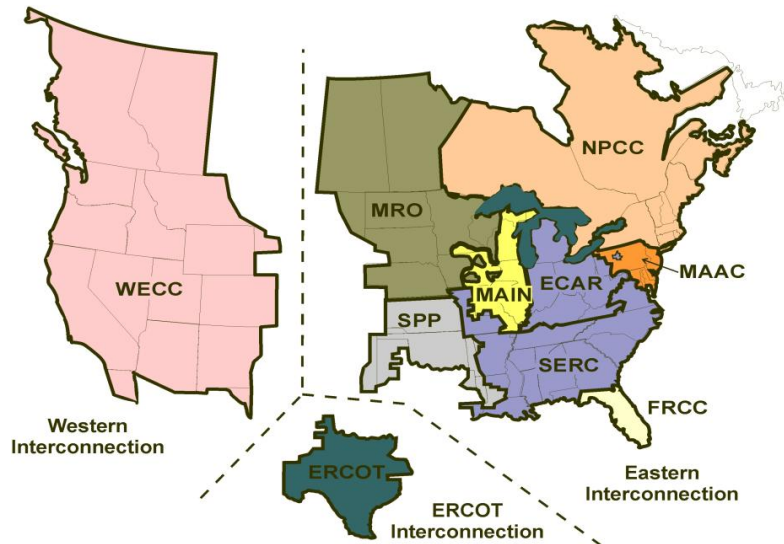 NPCC
MRO
MAAC
WECC
MAIN
ECAR
SPP
SERC
FRCC
Western
Interconnection
ERCOT
Eastern
Interconnection
ERCOT
Interconnection